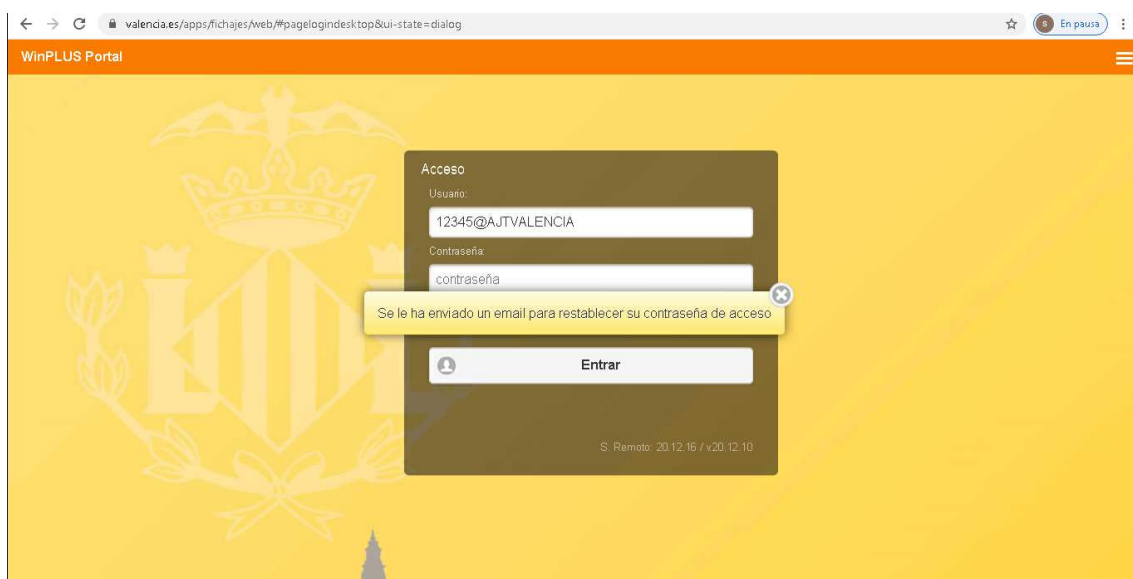 valencia.es/apps/fichajes/web/#pagelogindesktop&ui-state=dialog
S
En pausa
WinPLUS Portal
Acceso
Usuario:
12345@AJTVALENCIA
Contraseña:
contraseña
Se le ha enviado un email para restablecer su contraseña de acceso
Entrar
S. Remoto: 20.12.16 / v20.12.10